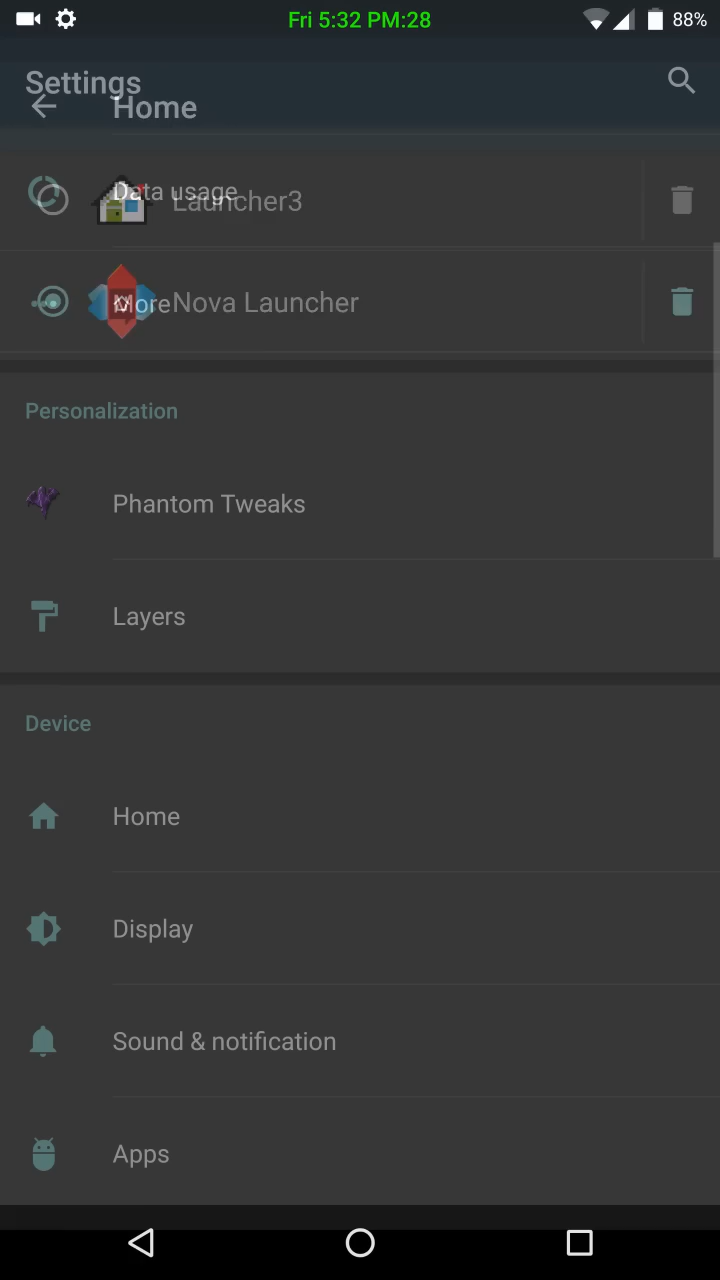 Fri 5:32 PM:28
88%
Settings
Home
Data usage
Launcher3
More
Nova Launcher
Personalization
Phantom Tweaks
Layers
Device
Home
Display
Sound & notification
Apps